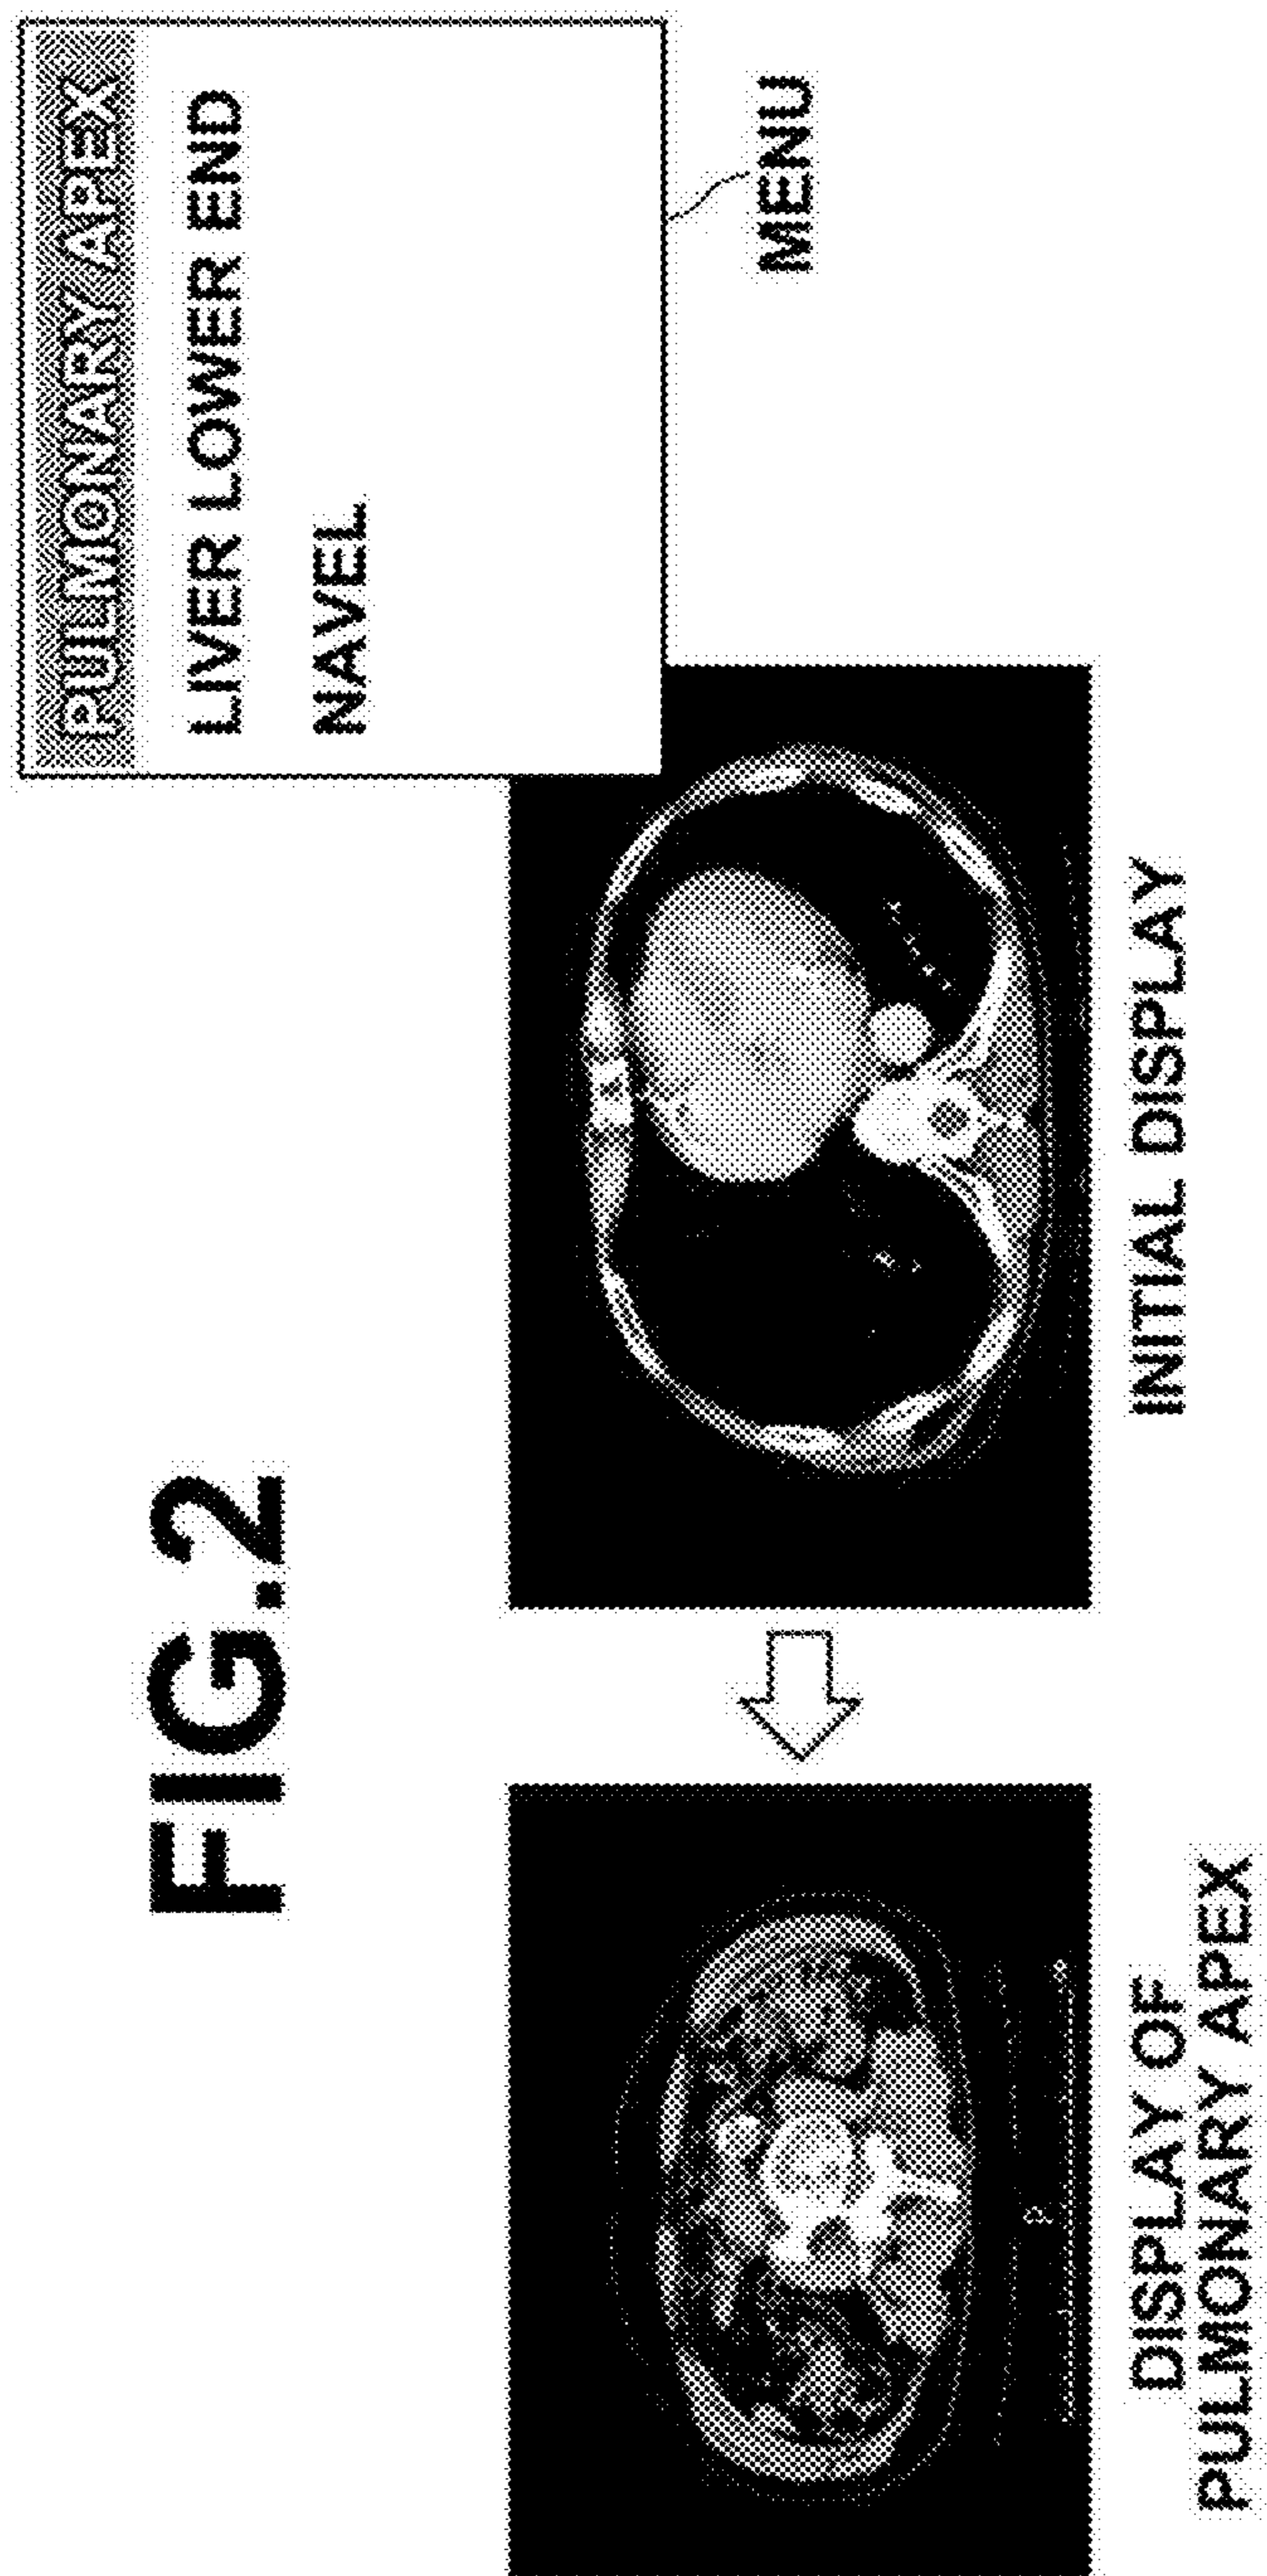 FIG.2
PULMONARY APEX
LIVER LOWER END
NAVEL
MENU
INITIAL DISPLAY
DISPLAY OF
PULMONARY APEX